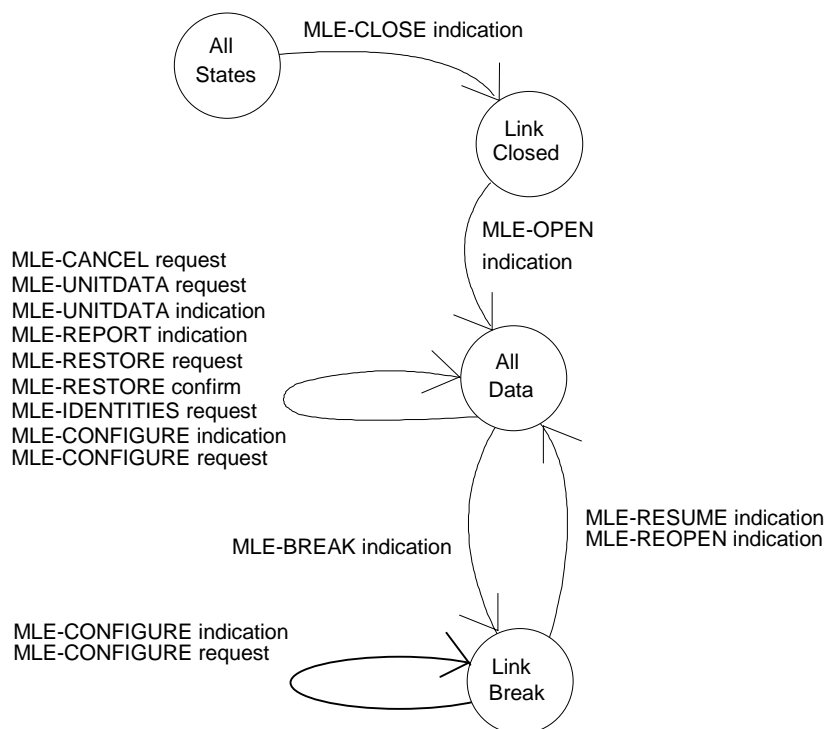 MLE-CLOSE indication
All
States
Link
Closed
MLE-OPEN
indication
MLE-CANCEL request
MLE-UNITDATA request
MLE-UNITDATA indication
MLE-REPORT indication
MLE-RESTORE request
MLE-RESTORE confirm
MLE-IDENTITIES request
MLE-CONFIGURE indication
MLE-CONFIGURE request
All
Data
MLE-BREAK indication
MLE-RESUME indication
MLE-REOPEN indication
MLE-CONFIGURE indication
MLE-CONFIGURE request
Link
Break